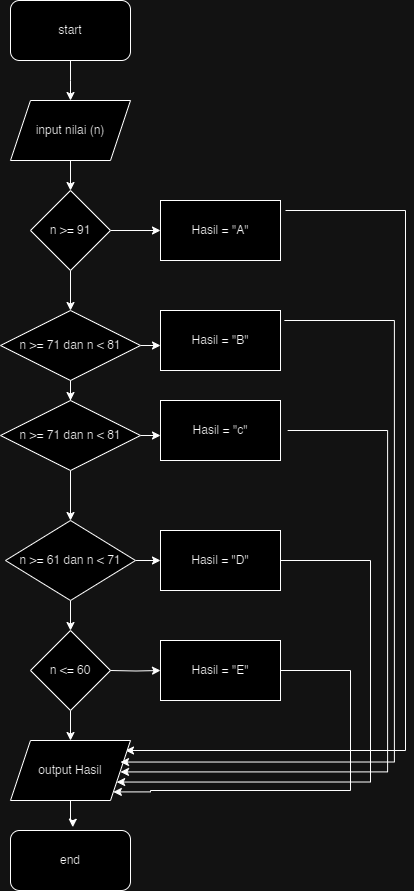 start
input nilai (n)
n >= 91
Hasil = "A"
n >= 71 dan n < 81
Hasil = "B"
n >= 71 dan n < 81
Hasil = "c"
n >= 61 dan n < 71
Hasil = "D"
n <= 60
Hasil = "E"
output Hasil
end